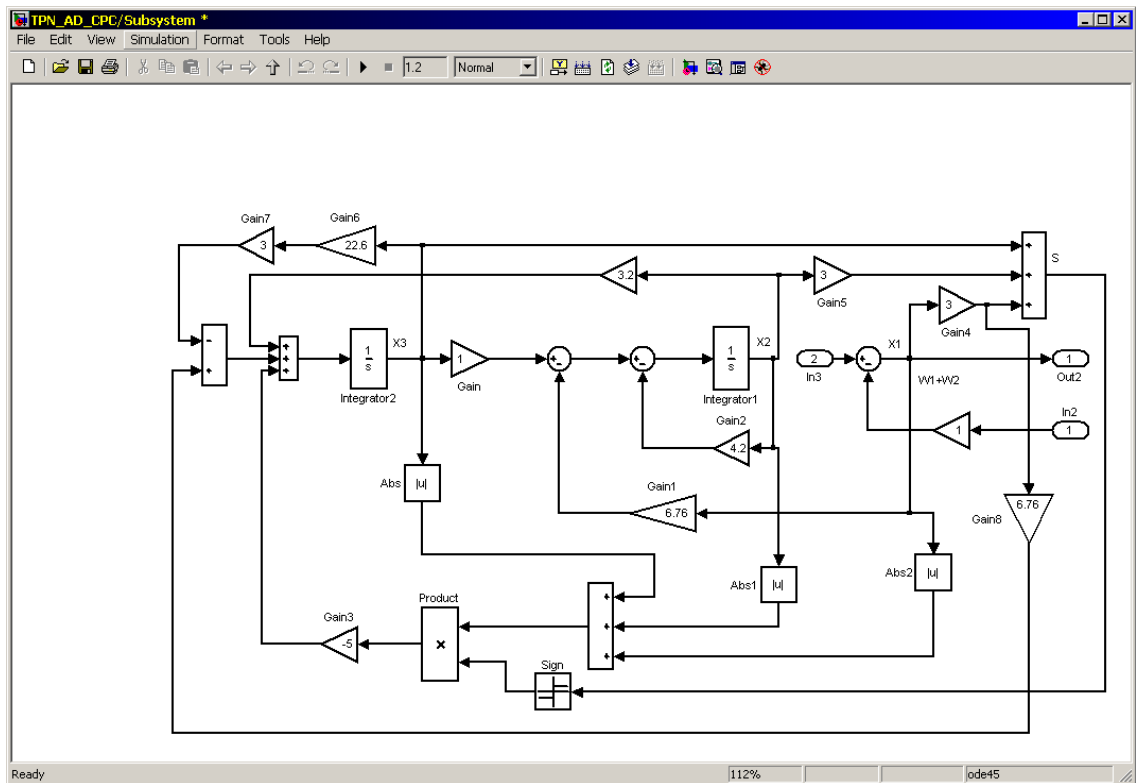 TPN_AD_CPC/Subsystem *
File Edit View Simulation Format Tools Help
1.2 Normal
Gain7
3
Gain6
22.6
3.2
3
Gain5
S
3
Gain4
X3
1/s
Integrator2
1
Gain
X2
1/s
Integrator1
X1
2
In3
1
Out2
W1+W2
In2
1
1
Gain2
4.2
Abs
|u|
Gain1
6.76
6.76
Gain8
Abs1
|u|
Abs2
|u|
Gain3
-5
Product
×
Sign
Ready 112% ode45